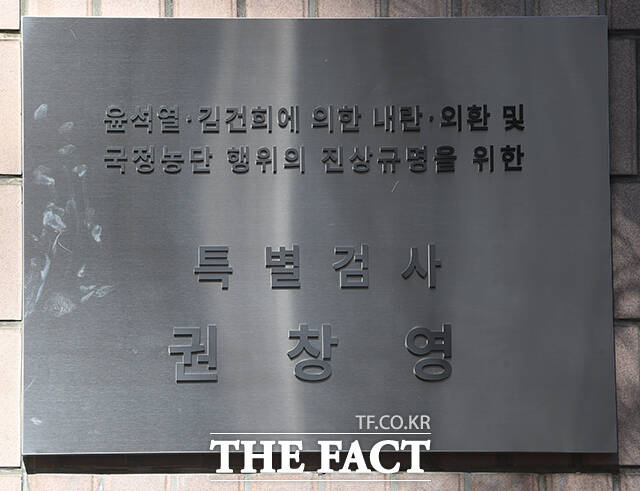 윤석열·김건희에 의한 내란·외환 및
국정농단 행위의 진상규명을 위한
특별검사
권창영
TF.CO.KR
THE FACT